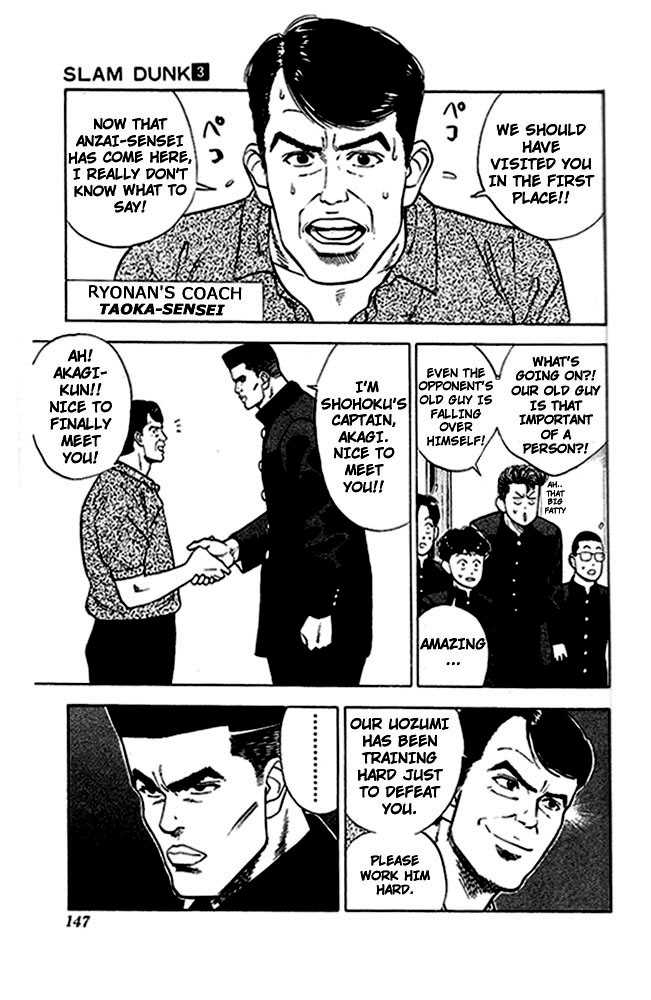 SLAM DUNK 3
WE SHOULD
HAVE
VISITED YOU
IN THE FIRST
PLACE!!
ペコ
ペコ
NOW THAT
ANZAI-SENSEI
HAS COME HERE,
I REALLY DON'T
KNOW WHAT TO
SAY!
RYONAN'S COACH
TAOKA-SENSEI
WHAT'S
GOING ON?!
OUR OLD GUY
IS THAT
IMPORTANT
OF A
PERSON?!
EVEN THE
OPPONENT'S
OLD GUY IS
FALLING
OVER
HIMSELF!
AH..
THAT
BIG
FATTY
AMAZING
...
I'M
SHOHOKU'S
CAPTAIN,
AKAGI.
NICE TO
MEET
YOU!!
AH!
AKAGI-
KUN!!
NICE TO
FINALLY
MEET
YOU!
OUR UOZUMI
HAS BEEN
TRAINING
HARD JUST
TO DEFEAT
YOU.
PLEASE
WORK HIM
HARD.
..........
147